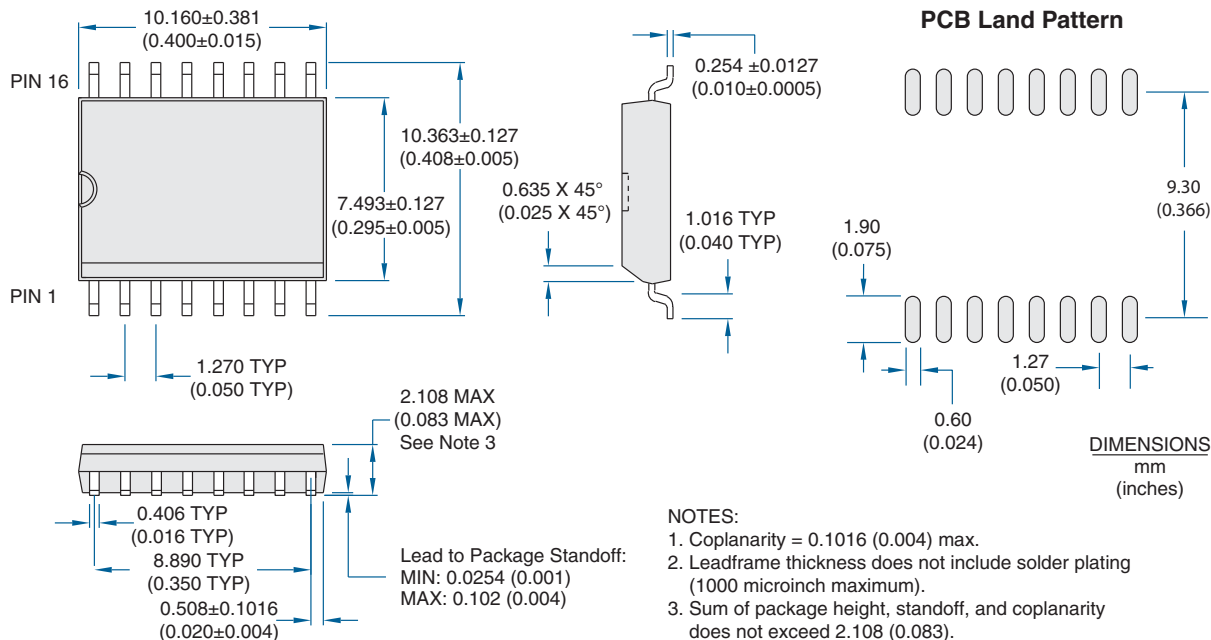 10.160±0.381
(0.400±0.015)
PIN 16
10.363±0.127
(0.408±0.005)
7.493±0.127
(0.295±0.005)
PIN 1
1.270 TYP
(0.050 TYP)
0.254 ±0.0127
(0.010±0.0005)
0.635 X 45°
(0.025 X 45°)
1.016 TYP
(0.040 TYP)
PCB Land Pattern
9.30
(0.366)
1.90
(0.075)
1.27
(0.050)
0.60
(0.024)
DIMENSIONS
mm
(inches)
2.108 MAX
(0.083 MAX)
See Note 3
0.406 TYP
(0.016 TYP)
8.890 TYP
(0.350 TYP)
0.508±0.1016
(0.020±0.004)
Lead to Package Standoff:
MIN: 0.0254 (0.001)
MAX: 0.102 (0.004)
NOTES:
1. Coplanarity = 0.1016 (0.004) max.
2. Leadframe thickness does not include solder plating
(1000 microinch maximum).
3. Sum of package height, standoff, and coplanarity
does not exceed 2.108 (0.083).